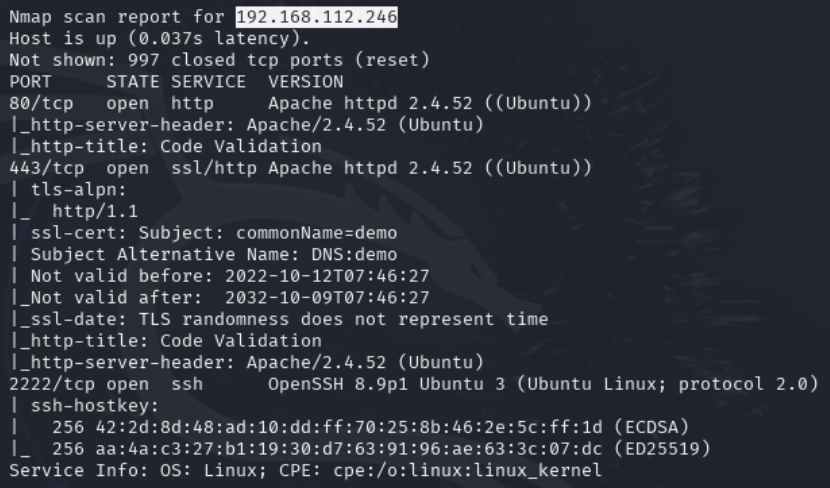 Nmap scan report for 192.168.112.246
Host is up (0.037s latency).
Not shown: 997 closed tcp ports (reset)
PORT     STATE SERVICE  VERSION
80/tcp   open  http     Apache httpd 2.4.52 ((Ubuntu))
|_http-server-header: Apache/2.4.52 (Ubuntu)
|_http-title: Code Validation
443/tcp  open  ssl/http Apache httpd 2.4.52 ((Ubuntu))
| tls-alpn:
|_  http/1.1
| ssl-cert: Subject: commonName=demo
| Subject Alternative Name: DNS:demo
| Not valid before: 2022-10-12T07:46:27
|_Not valid after:  2032-10-09T07:46:27
|_ssl-date: TLS randomness does not represent time
|_http-title: Code Validation
|_http-server-header: Apache/2.4.52 (Ubuntu)
2222/tcp open  ssh      OpenSSH 8.9p1 Ubuntu 3 (Ubuntu Linux; protocol 2.0)
| ssh-hostkey:
|   256 42:2d:8d:48:ad:10:dd:ff:70:25:8b:46:2e:5c:ff:1d (ECDSA)
|_  256 aa:4a:c3:27:b1:19:30:d7:63:91:96:ae:63:3c:07:dc (ED25519)
Service Info: OS: Linux; CPE: cpe:/o:linux:linux_kernel